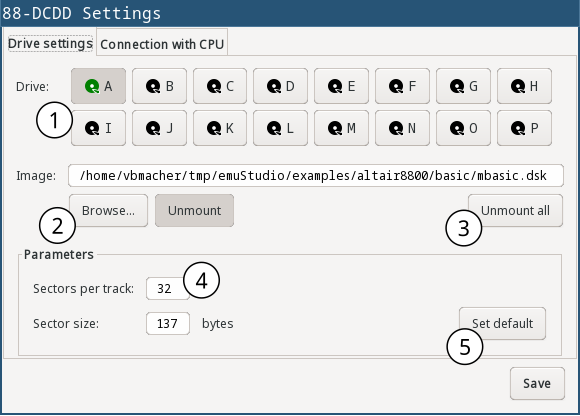 88-DCDD Settings
Drive settings Connection with CPU
Drive: A B C D E F G H
1 I J K L M N O P
Image: /home/vbmacher/tmp/emuStudio/examples/altair8800/basic/mbasic.dsk
2 Browse... Unmount 3 Unmount all
Parameters
Sectors per track: 32 4
Sector size: 137 bytes 5 Set default
Save